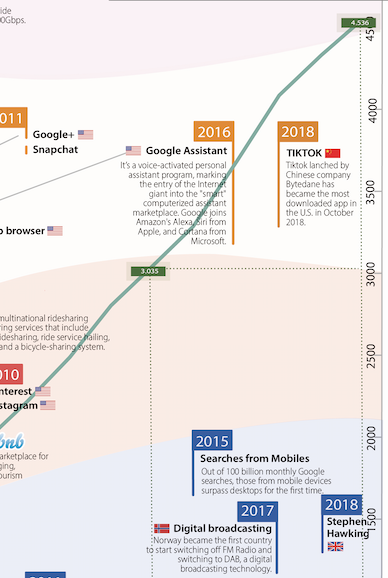 ide
0Gbps.
4.536
4500
011
Google+
Snapchat
2016
Google Assistant
It's a voice-activated personal
assistant program, marking
the entry of the Internet
giant into the "smart"
computerized assistant
marketplace. Google joins
Amazon's Alexa, Siri from
Apple, and Cortana from
Microsoft.
2018
TIKTOK
Tiktok lanched by
Chinese company
Bytedane has
became the most
downloaded app in
the U.S. in October
2018.
4000
3500
browser
3.035
3000
multinational ridesharing
ring services that include
idesharing, ride service hailing,
and a bicycle-sharing system.
2500
010
nterest
stagram
bnb
arketplace for
ging,
ourism
2000
2015
Searches from Mobiles
Out of 100 billion monthly Google
searches, those from mobile devices
surpass desktops for the first time.
2017
Digital broadcasting
Norway became the first country
to start switching off FM Radio and
switching to DAB, a digital
broadcasting technology.
2018
Stephen
Hawking
1500